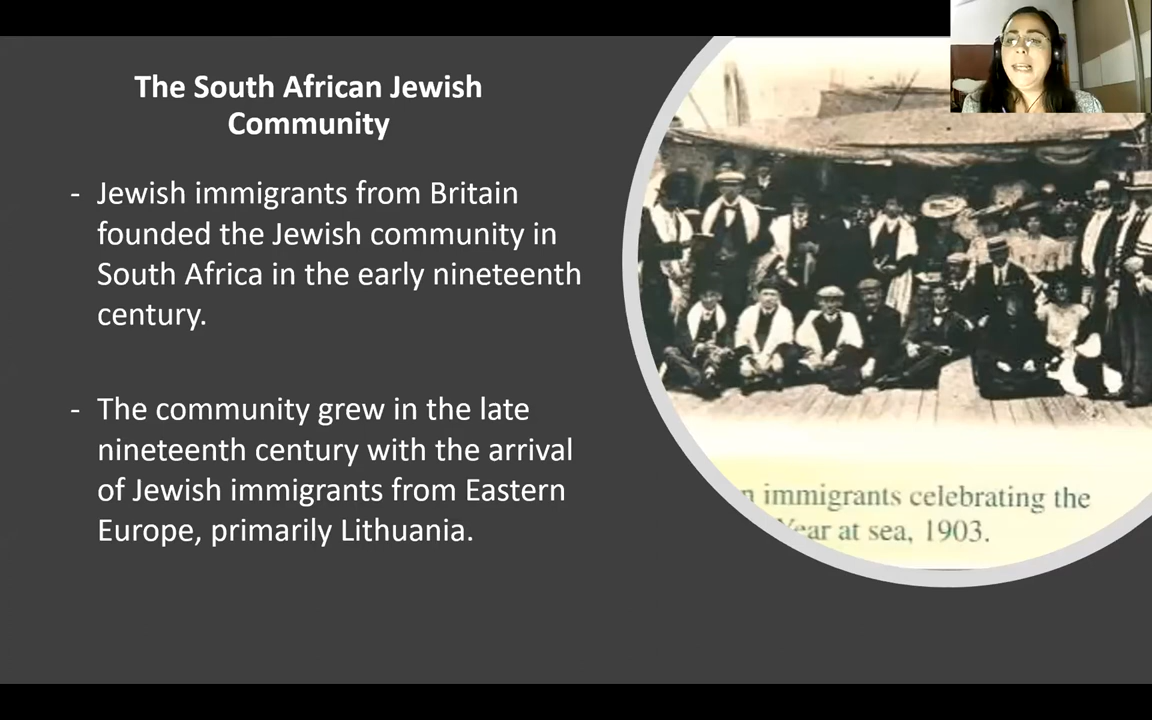 The South African Jewish
Community
- Jewish immigrants from Britain
founded the Jewish community in
South Africa in the early nineteenth
century.
- The community grew in the late
nineteenth century with the arrival
of Jewish immigrants from Eastern
Europe, primarily Lithuania.
immigrants celebrating the
Year at sea, 1903.